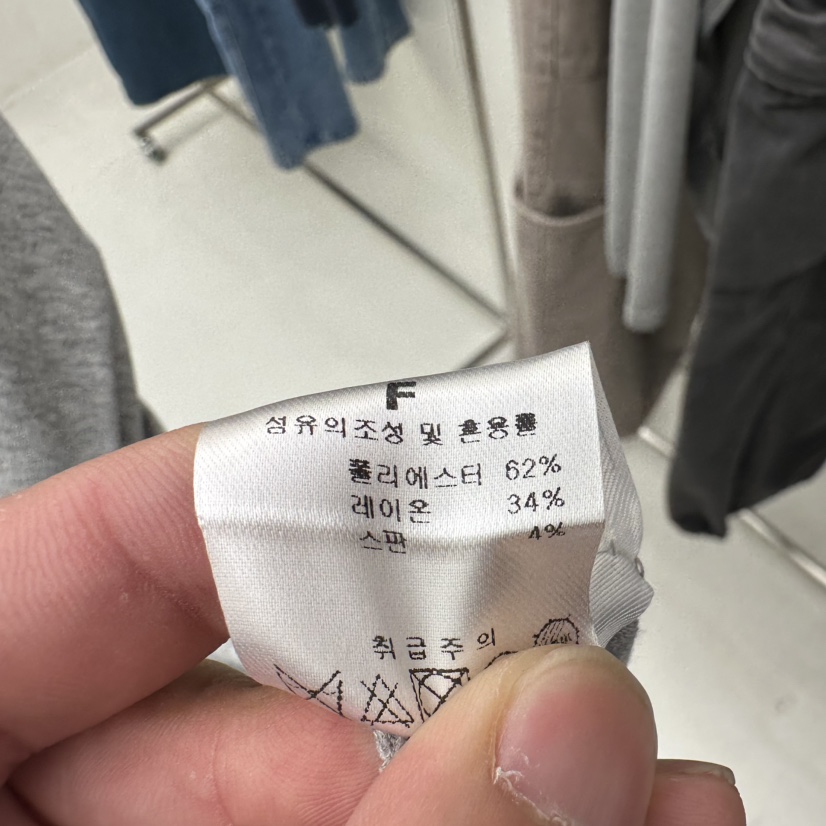 F
섬유의조성 및 혼용률
폴리에스터 62%
레이온 34%
스판 4%
취급주의